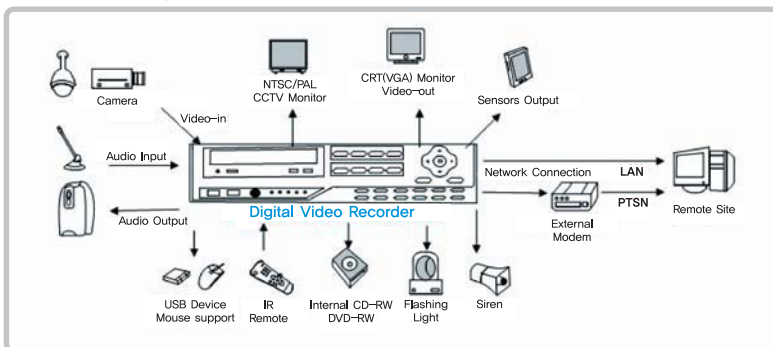 NTSC/PAL
CCTV Monitor
CRT(VGA) Monitor
Video-out
Sensors Output
Camera
Video-in
Audio Input
Network Connection
LAN
PTSN
Audio Output
Digital Video Recorder
External
Modem
Remote Site
USB Device
Mouse support
IR
Remote
Internal CD-RW
DVD-RW
Flashing
Light
Siren